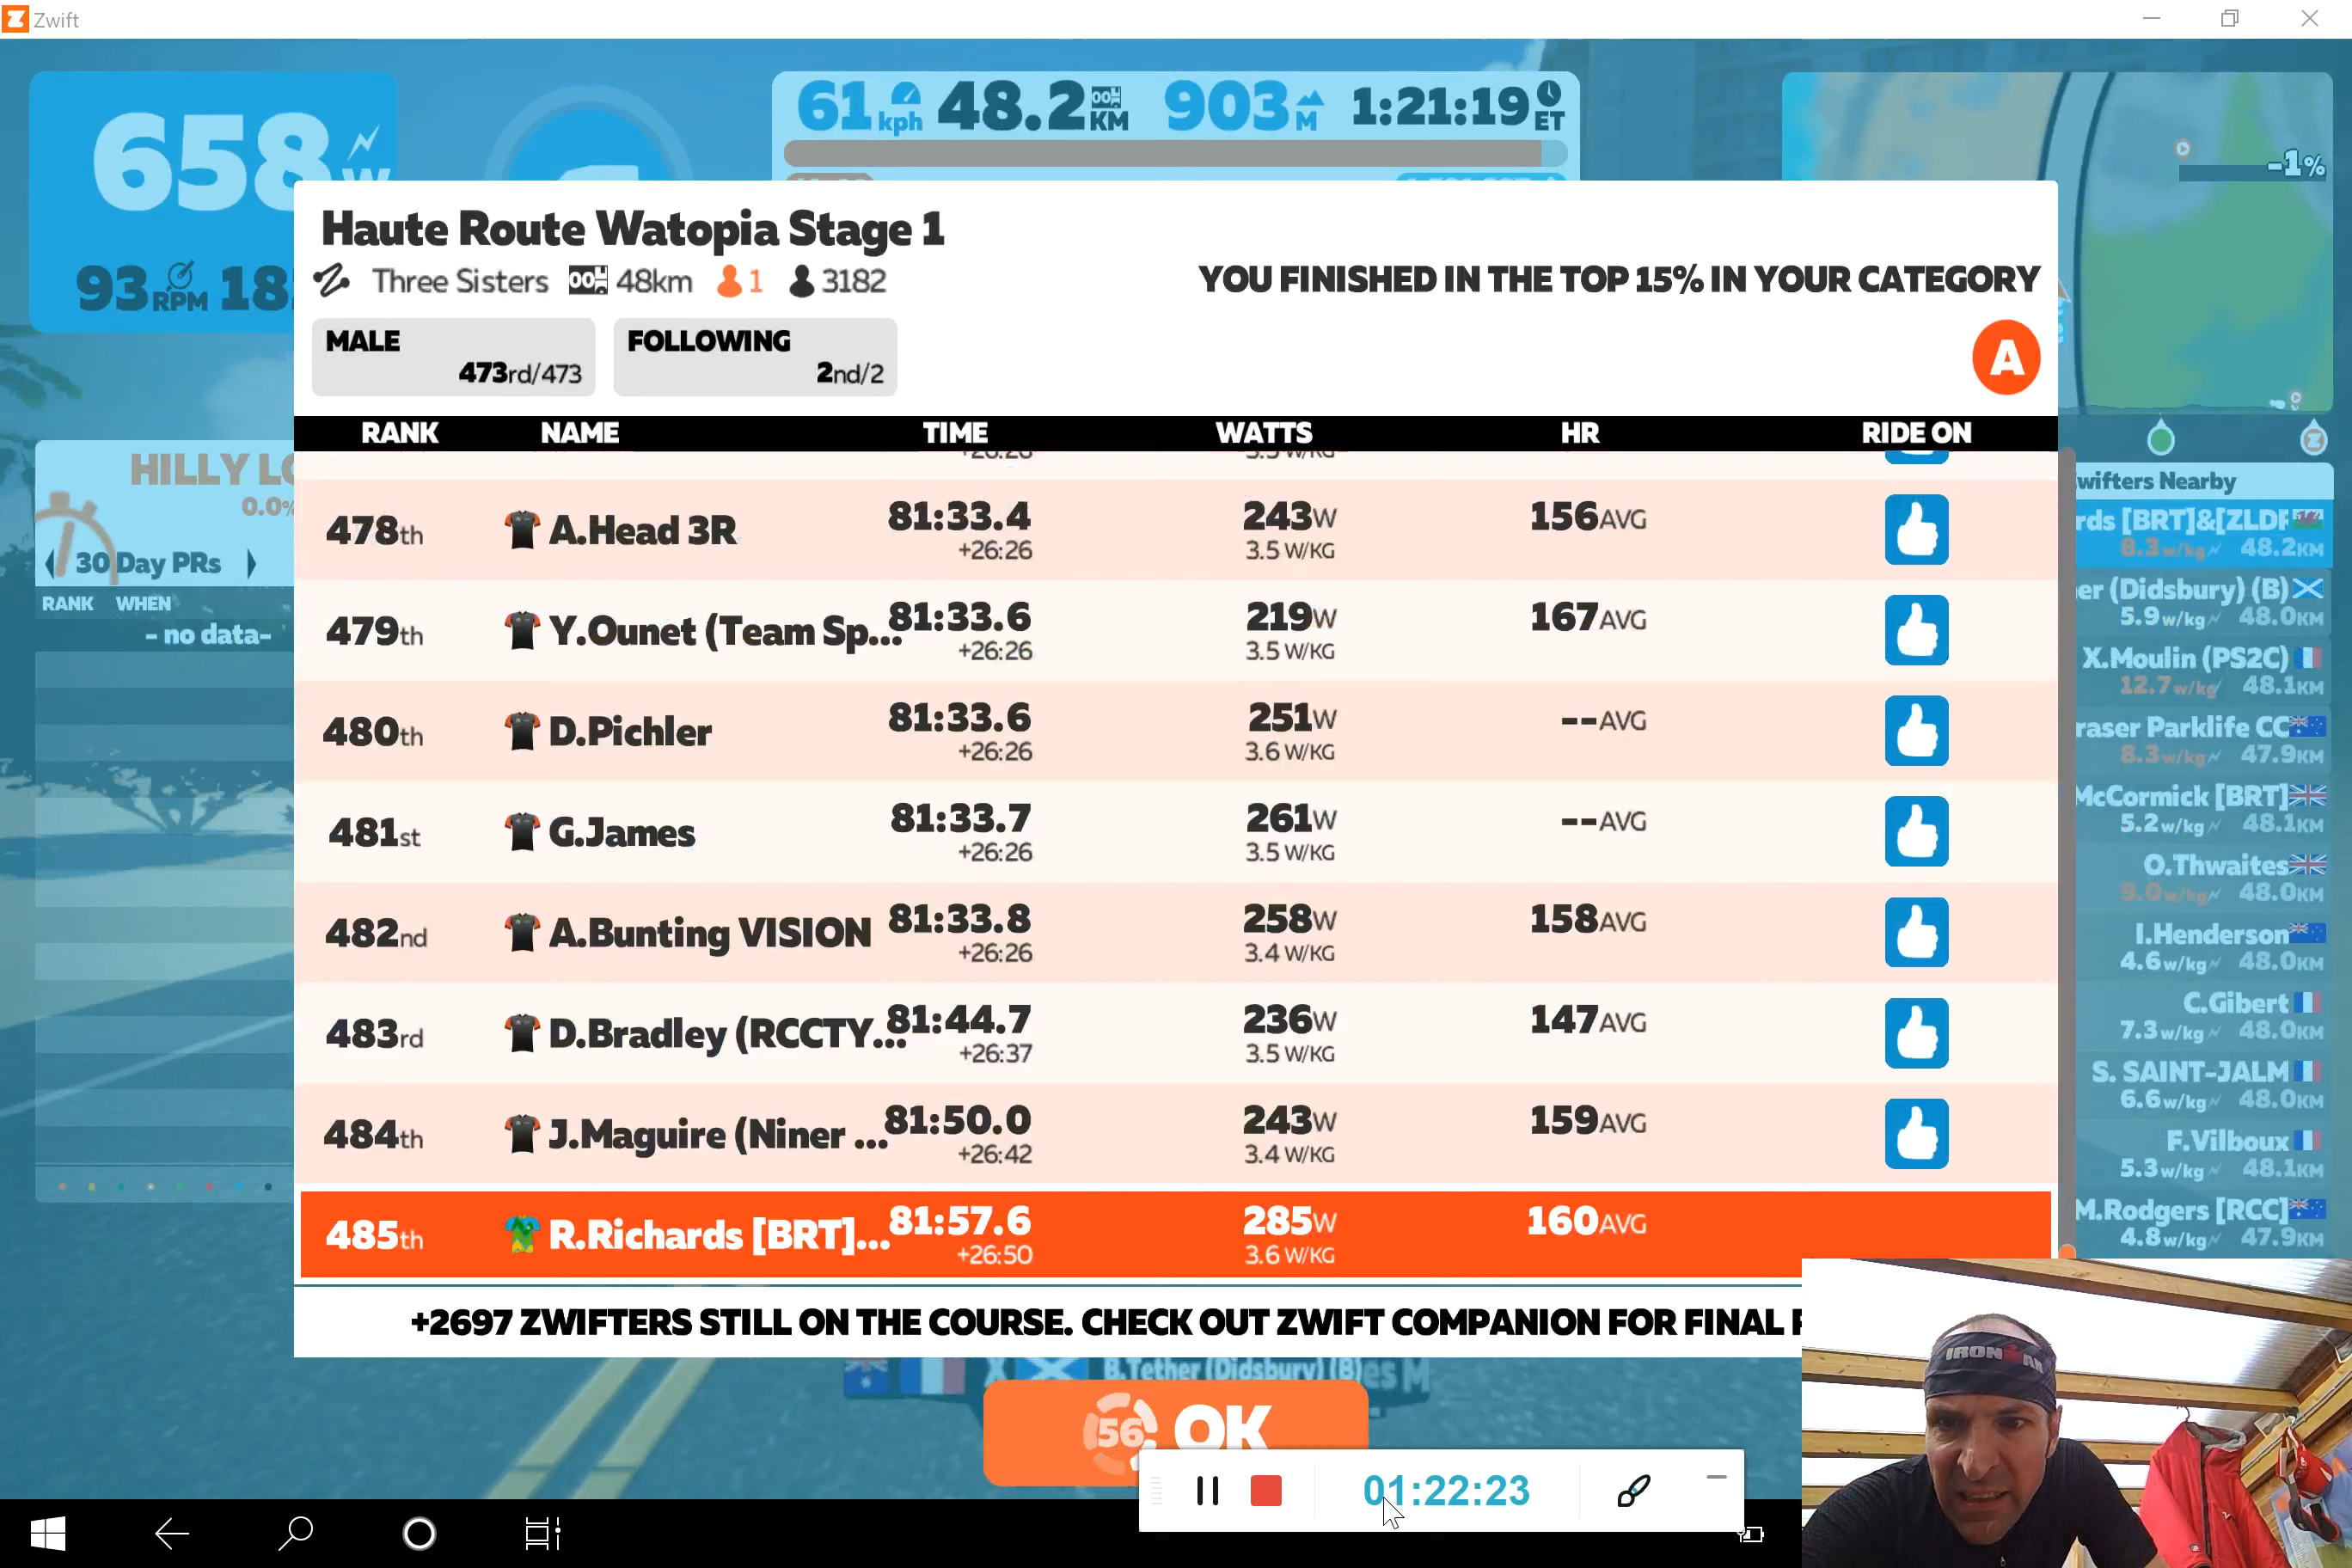 Zwift
658 W
93 RPM 18
61 kph 48.2 KM 903 M 1:21:19 ET
-1%
Haute Route Watopia Stage 1
Three Sisters 48km 1 3182
YOU FINISHED IN THE TOP 15% IN YOUR CATEGORY
MALE
473rd/473
FOLLOWING
2nd/2
A
RANK NAME TIME WATTS HR RIDE ON
+26:26 3.5 W/KG
478th A.Head 3R 81:33.4 243W 156AVG
+26:26 3.5 W/KG
479th Y.Ounet (Team Sp... 81:33.6 219W 167AVG
+26:26 3.5 W/KG
480th D.Pichler 81:33.6 251W --AVG
+26:26 3.6 W/KG
481st G.James 81:33.7 261W --AVG
+26:26 3.5 W/KG
482nd A.Bunting VISION 81:33.8 258W 158AVG
+26:26 3.4 W/KG
483rd D.Bradley (RCCTY... 81:44.7 236W 147AVG
+26:37 3.5 W/KG
484th J.Maguire (Niner ... 81:50.0 243W 159AVG
+26:42 3.4 W/KG
485th R.Richards [BRT]... 81:57.6 285W 160AVG
+26:50 3.6 W/KG
+2697 ZWIFTERS STILL ON THE COURSE. CHECK OUT ZWIFT COMPANION FOR FINAL
HILLY LO
0.0%
30 Day PRs
RANK WHEN
- no data-
wifters Nearby
rds [BRT]&[ZLDR
8.3w/kg 48.2KM
er (Didsbury) (B)
5.9w/kg 48.0KM
X.Moulin (PS2C)
12.7w/kg 48.1KM
raser Parklife CC
8.3w/kg 47.9KM
McCormick [BRT]
5.2w/kg 48.1KM
O.Thwaites
9.0w/kg 48.0KM
I.Henderson
4.6w/kg 48.0KM
C.Gibert
7.3w/kg 48.0KM
S. SAINT-JALM
6.6w/kg 48.0KM
F.Vilboux
5.3w/kg 48.1KM
M.Rodgers [RCC]
4.8w/kg 47.9KM
B.Tether (Didsbury) (B)es M
56 OK
01:22:23
IRONMAN